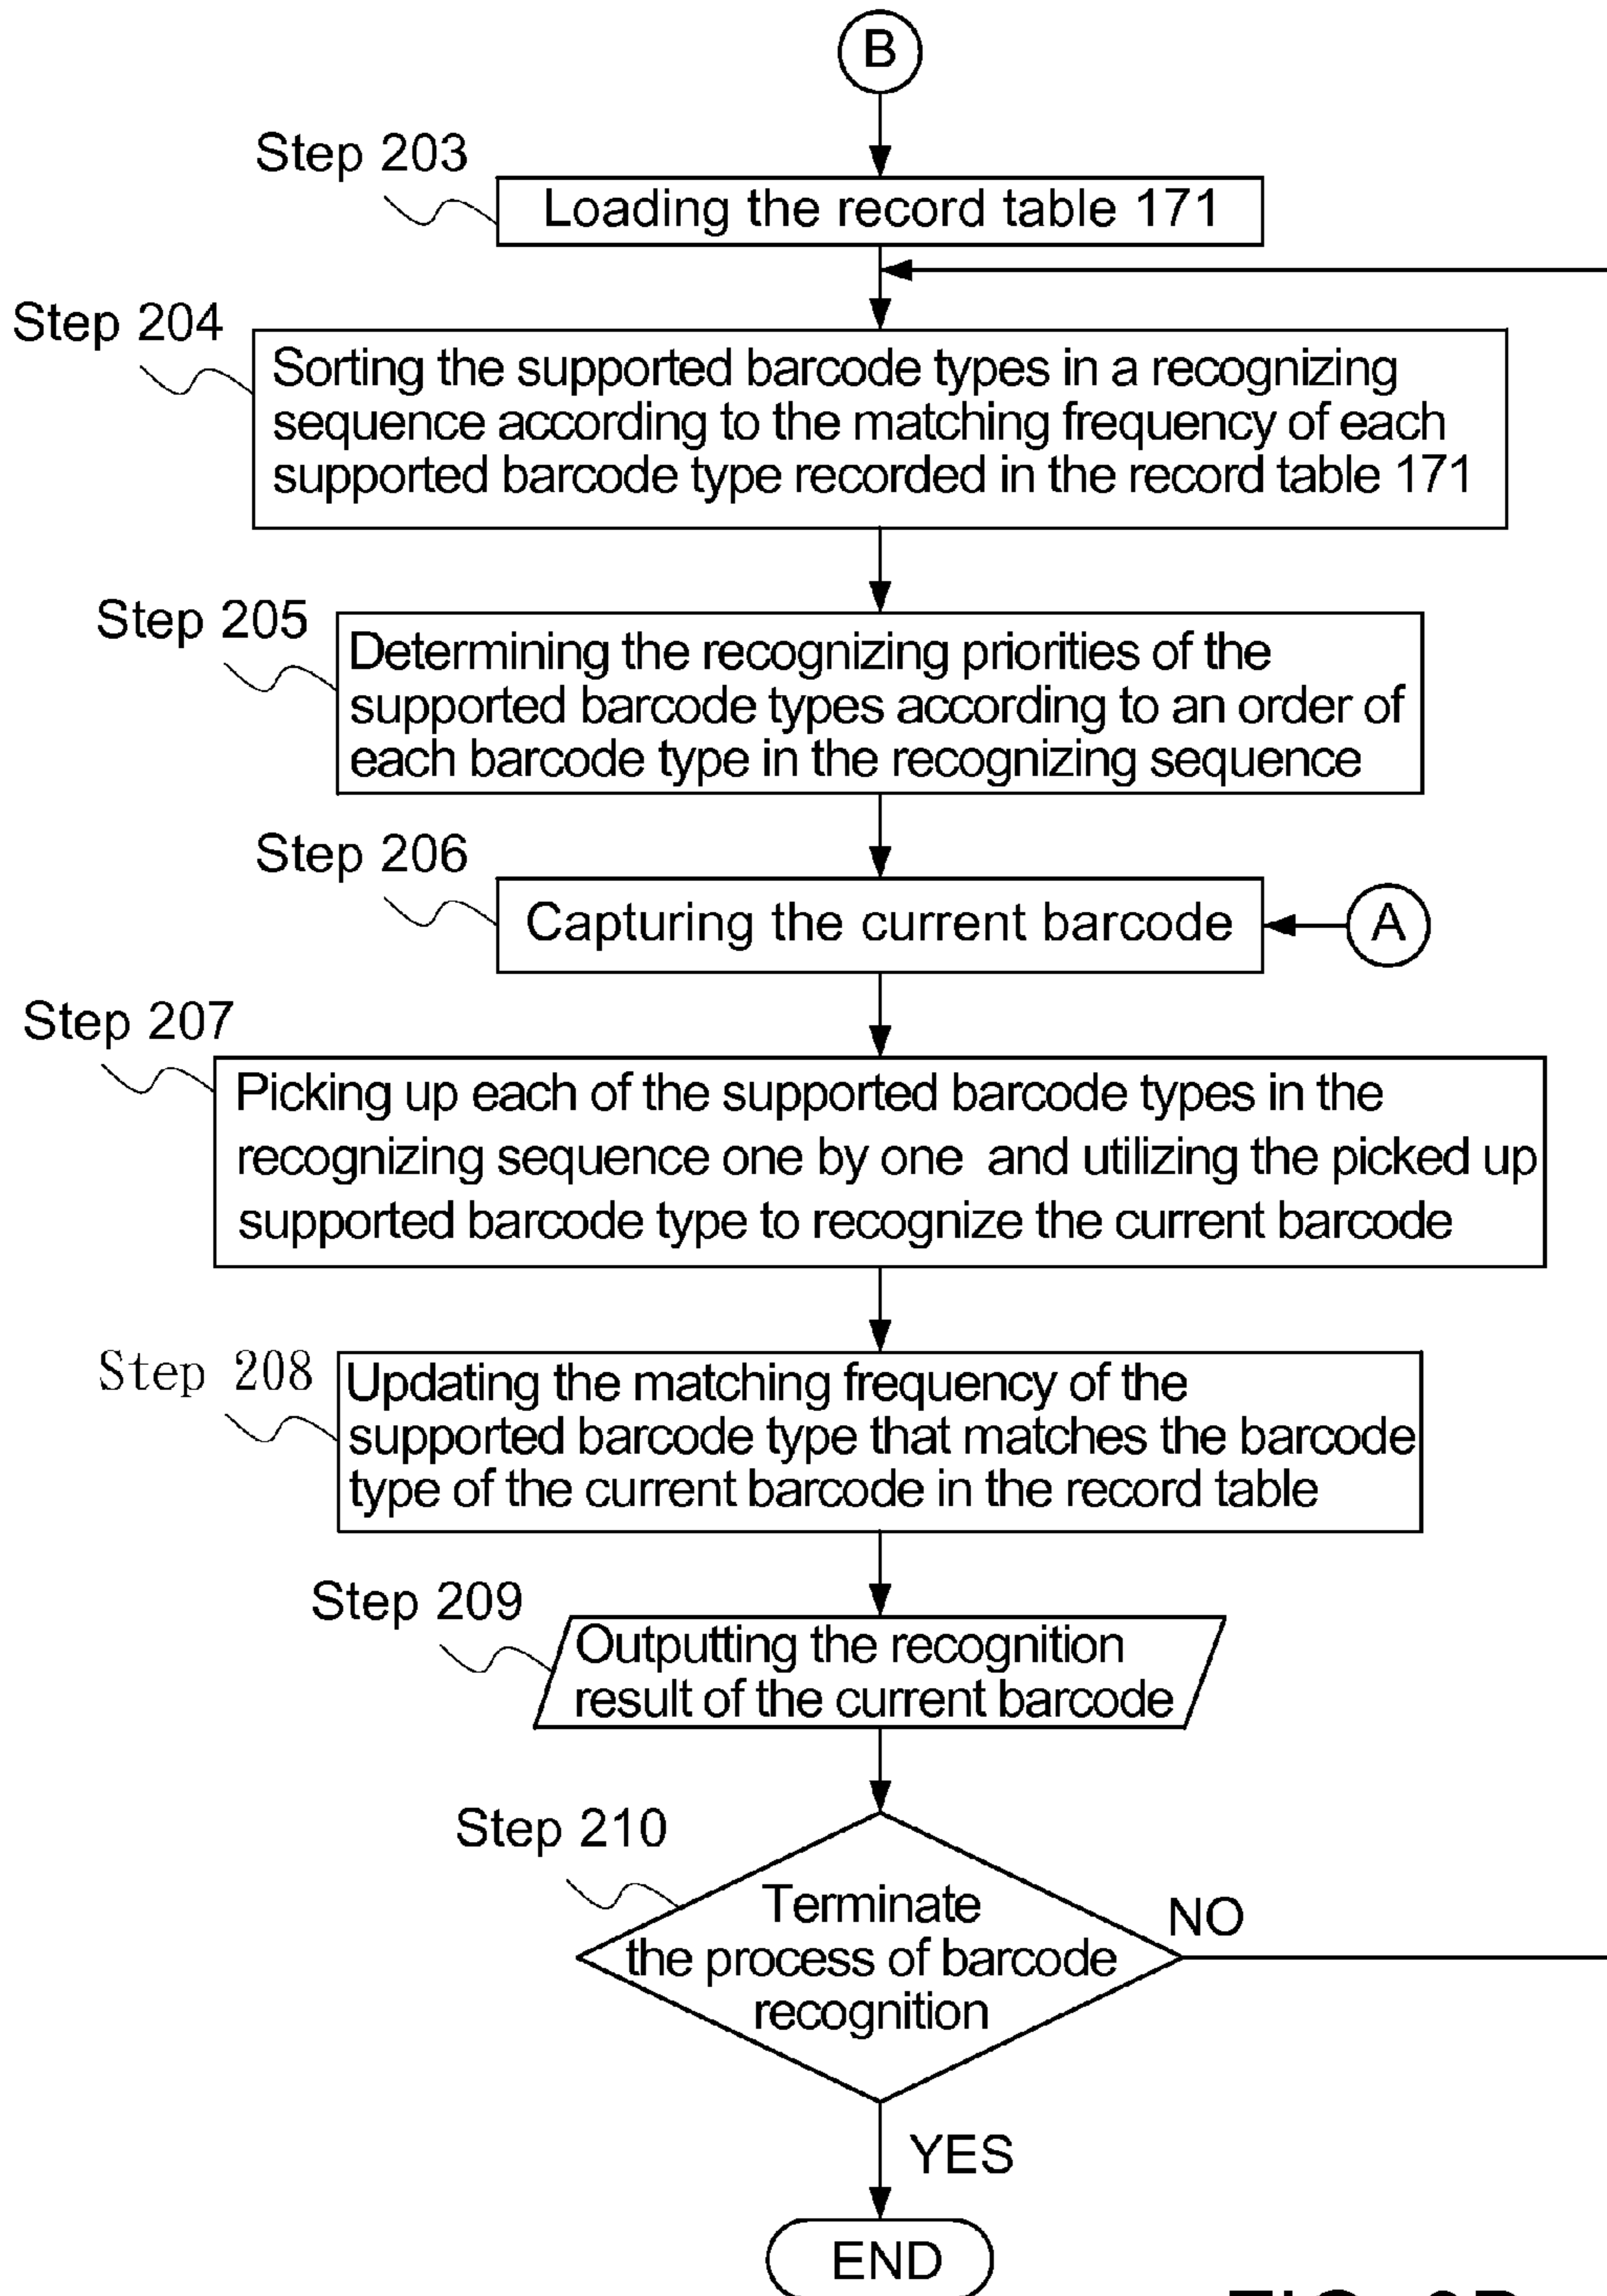 B
Step 203
Loading the record table 171
Step 204
Sorting the supported barcode types in a recognizing
sequence according to the matching frequency of each
supported barcode type recorded in the record table 171
Step 205
Determining the recognizing priorities of the
supported barcode types according to an order of
each barcode type in the recognizing sequence
Step 206
Capturing the current barcode
A
Step 207
Picking up each of the supported barcode types in the
recognizing sequence one by one and utilizing the picked up
supported barcode type to recognize the current barcode
Step 208
Updating the matching frequency of the
supported barcode type that matches the barcode
type of the current barcode in the record table
Step 209
Outputting the recognition
result of the current barcode
Step 210
Terminate
the process of barcode
recognition
NO
YES
END